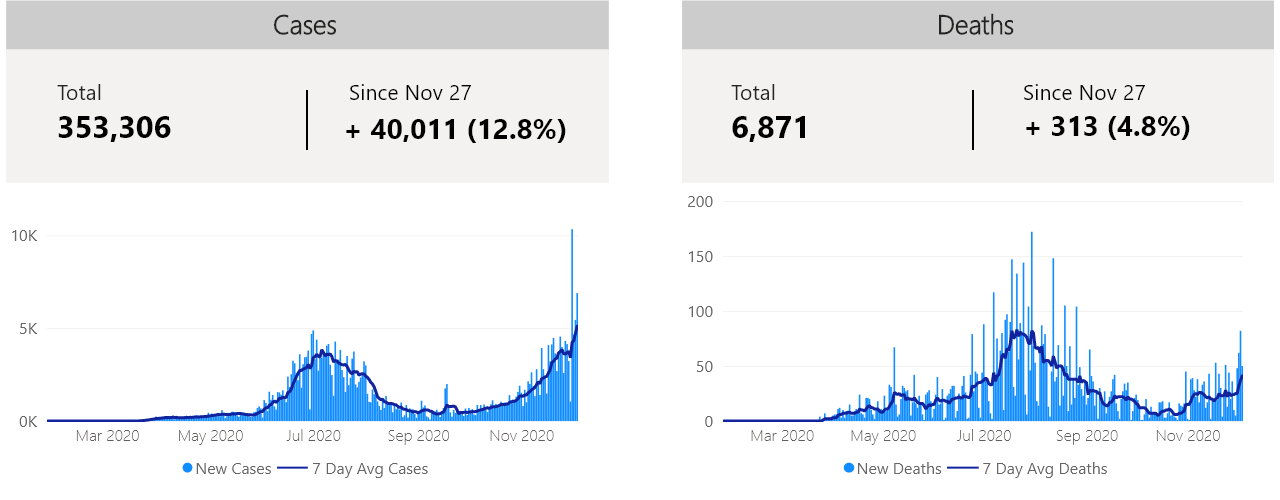 Cases
Total
353,306
Since Nov 27
+ 40,011 (12.8%)
10K
5K
0K
Mar 2020 May 2020 Jul 2020 Sep 2020 Nov 2020
New Cases 7 Day Avg Cases
Deaths
Total
6,871
Since Nov 27
+ 313 (4.8%)
200
150
100
50
0
Mar 2020 May 2020 Jul 2020 Sep 2020 Nov 2020
New Deaths 7 Day Avg Deaths